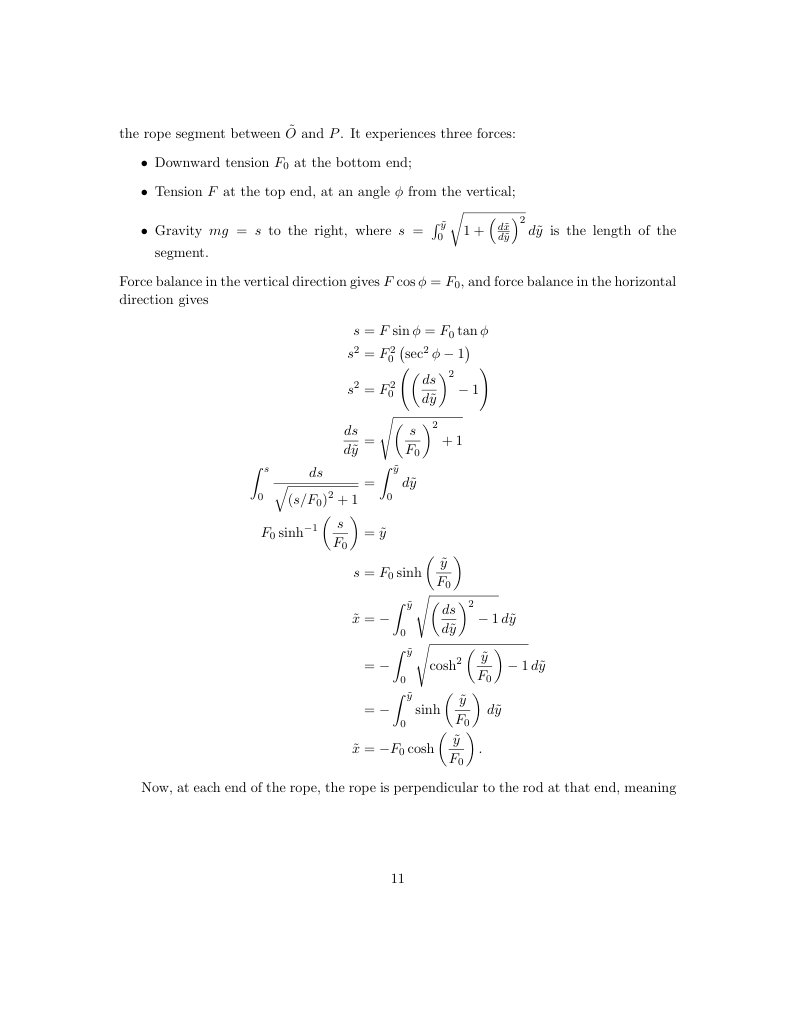 the rope segment between Õ and P. It experiences three forces:
• Downward tension F₀ at the bottom end;
• Tension F at the top end, at an angle ϕ from the vertical;
• Gravity mg = s to the right, where s = ∫₀^ỹ √(1 + (dx̃/dỹ)²) dỹ is the length of the
segment.
Force balance in the vertical direction gives F cos ϕ = F₀, and force balance in the horizontal
direction gives
s = F sin ϕ = F₀ tan ϕ
s² = F₀² (sec² ϕ − 1)
s² = F₀² ((ds/dỹ)² − 1)
ds/dỹ = √((s/F₀)² + 1)
∫₀^s ds/√((s/F₀)² + 1) = ∫₀^ỹ dỹ
F₀ sinh⁻¹ (s/F₀) = ỹ
s = F₀ sinh (ỹ/F₀)
x̃ = − ∫₀^ỹ √((ds/dỹ)² − 1) dỹ
= − ∫₀^ỹ √(cosh² (ỹ/F₀) − 1) dỹ
= − ∫₀^ỹ sinh (ỹ/F₀) dỹ
x̃ = −F₀ cosh (ỹ/F₀).
Now, at each end of the rope, the rope is perpendicular to the rod at that end, meaning
11